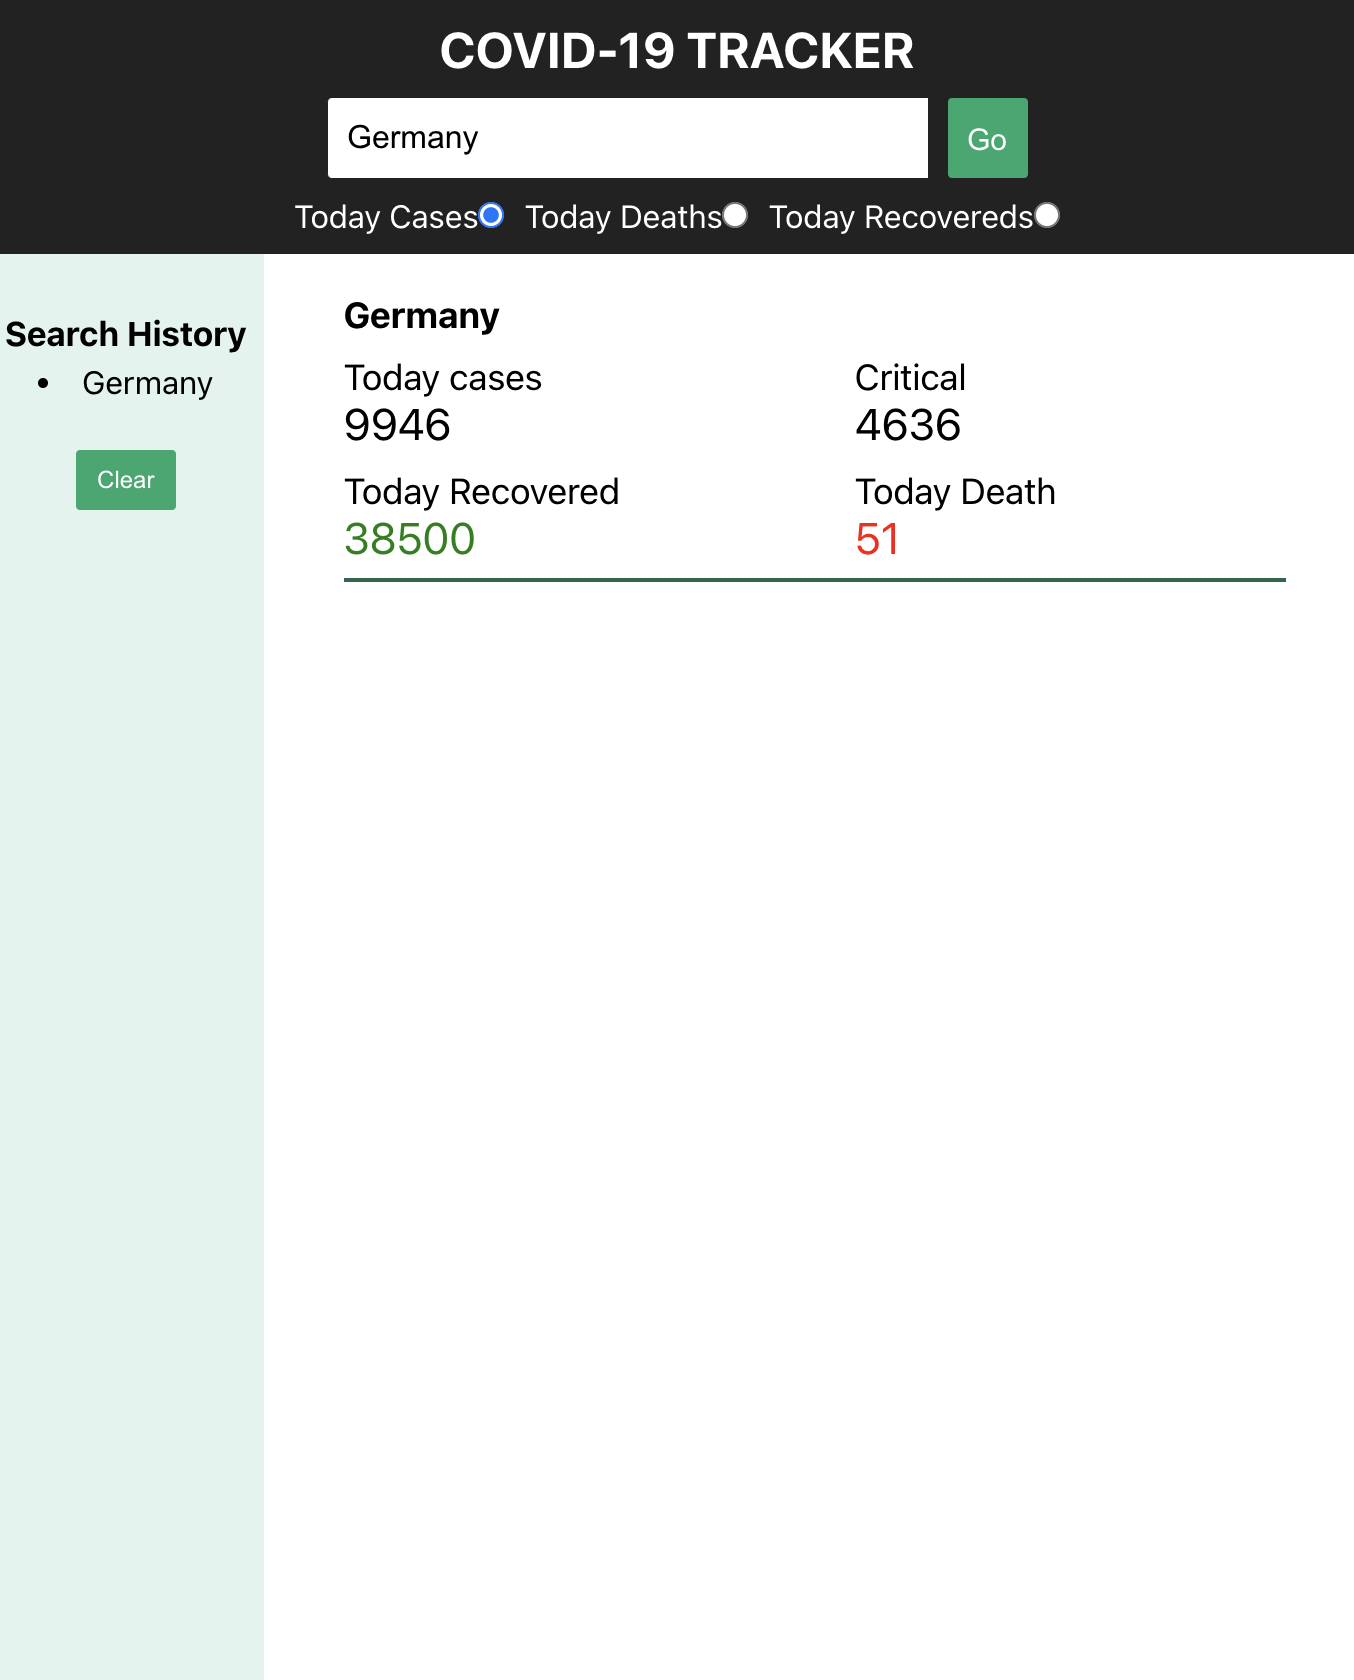 COVID-19 TRACKER
Germany
Go
Today Cases Today Deaths Today Recovereds
Search History
• Germany
Clear
Germany
Today cases
9946
Critical
4636
Today Recovered
38500
Today Death
51